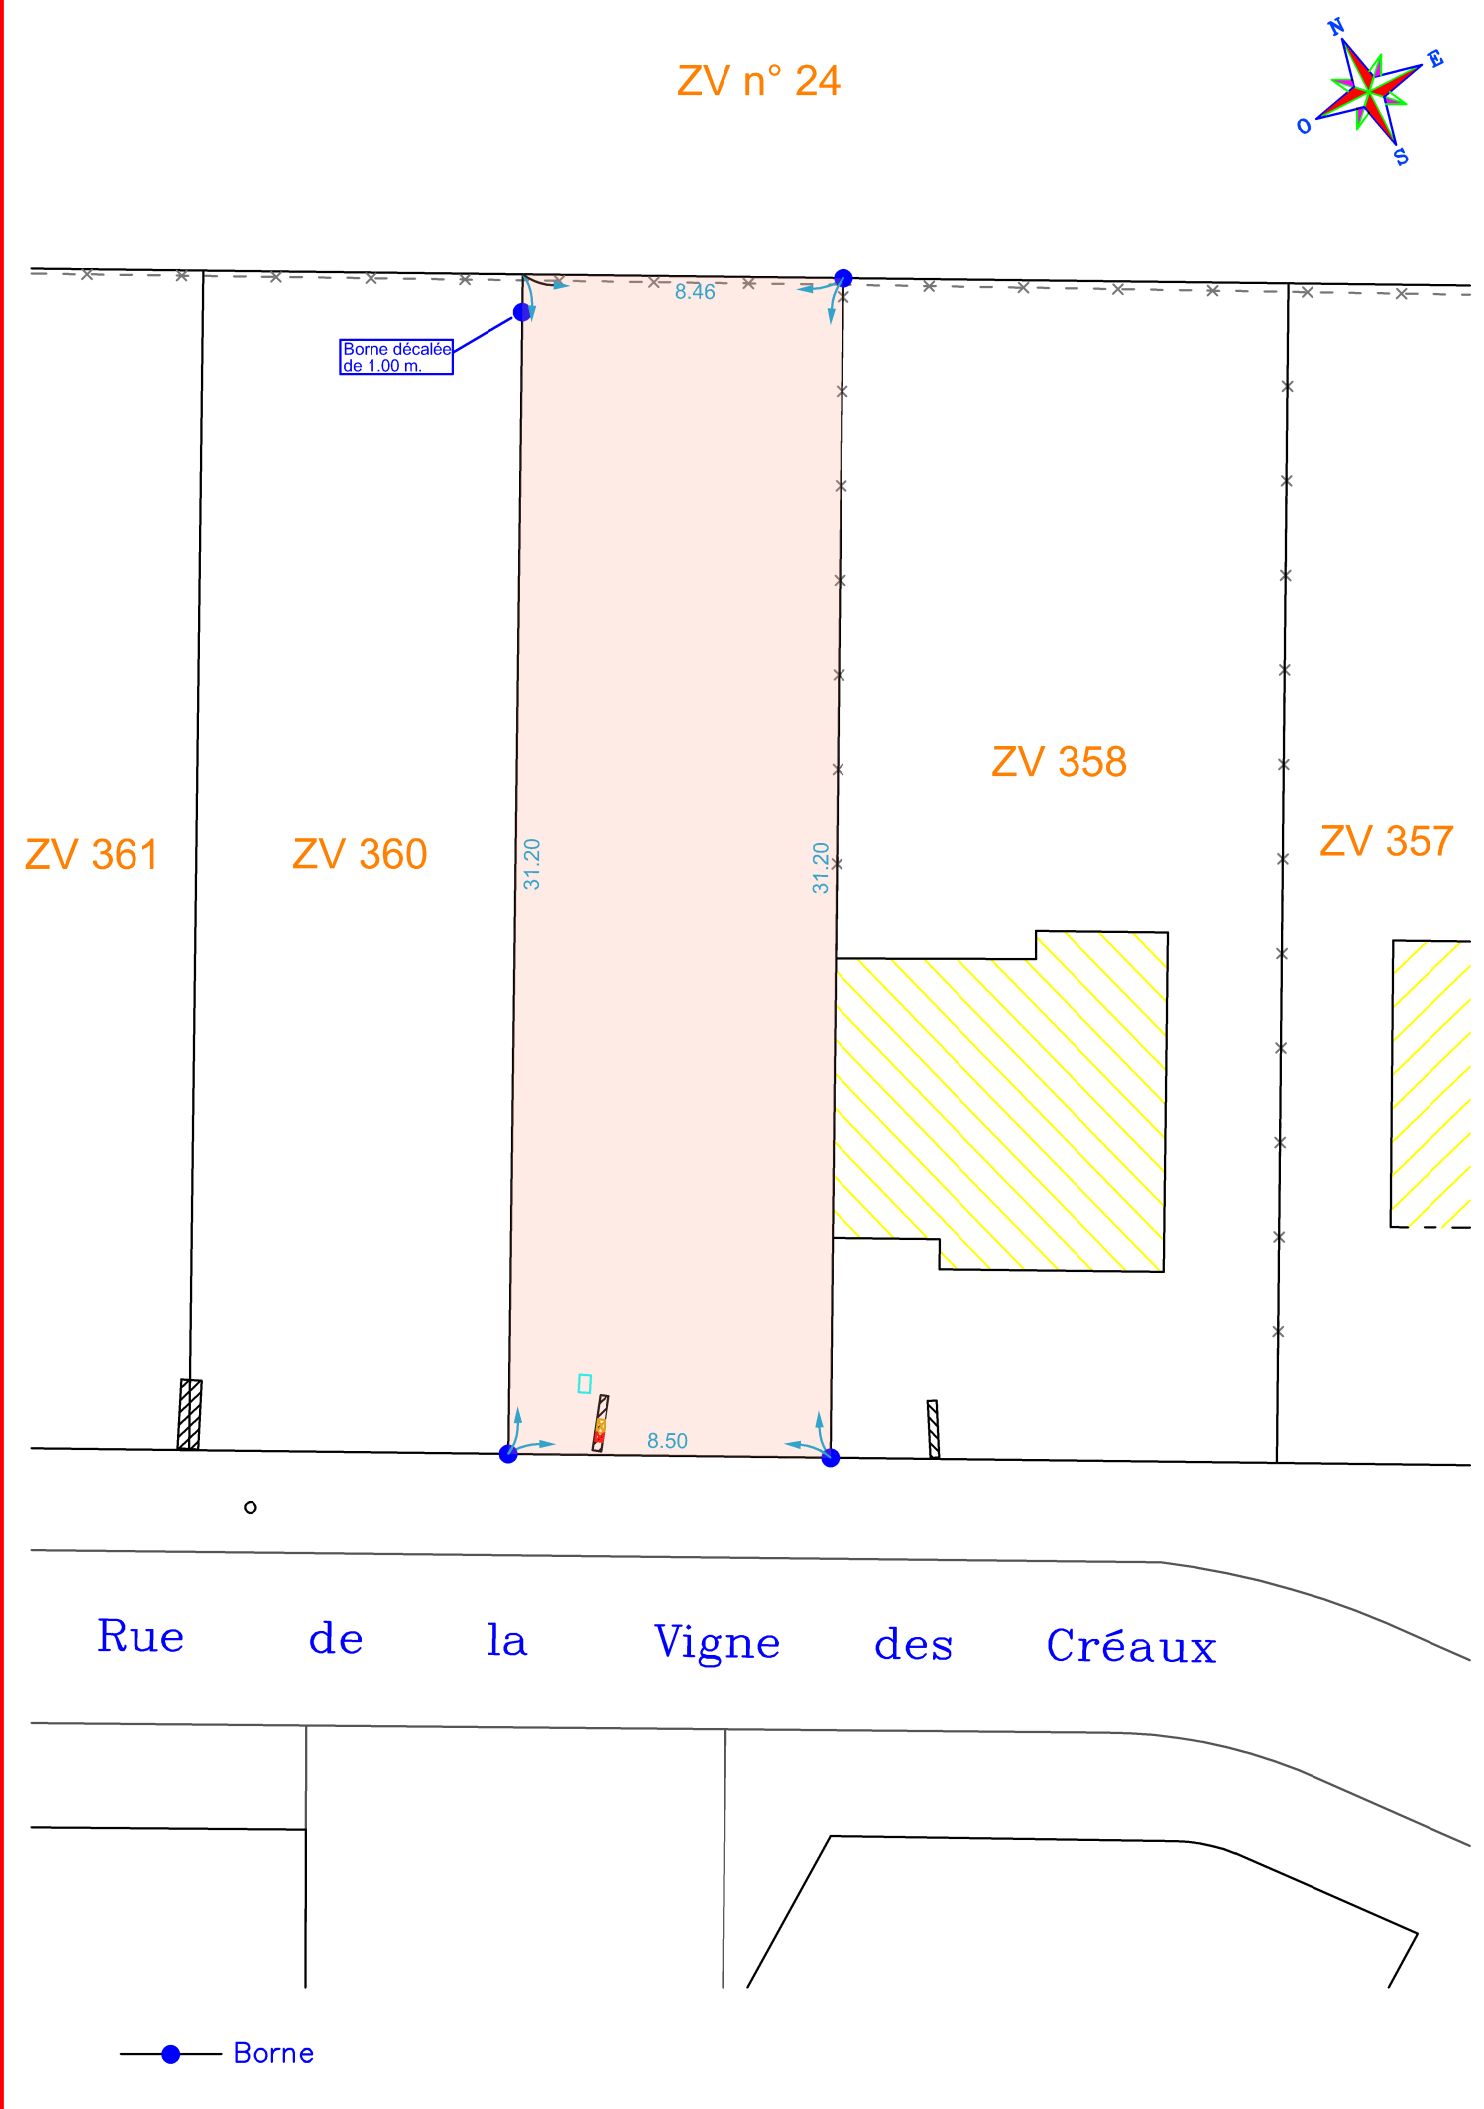 N
E
O
S
ZV n° 24
8.46
Borne décalée
de 1.00 m.
ZV 358
ZV 357
ZV 361
ZV 360
31.20
31.20
8.50
Rue de la Vigne des Créaux
Borne